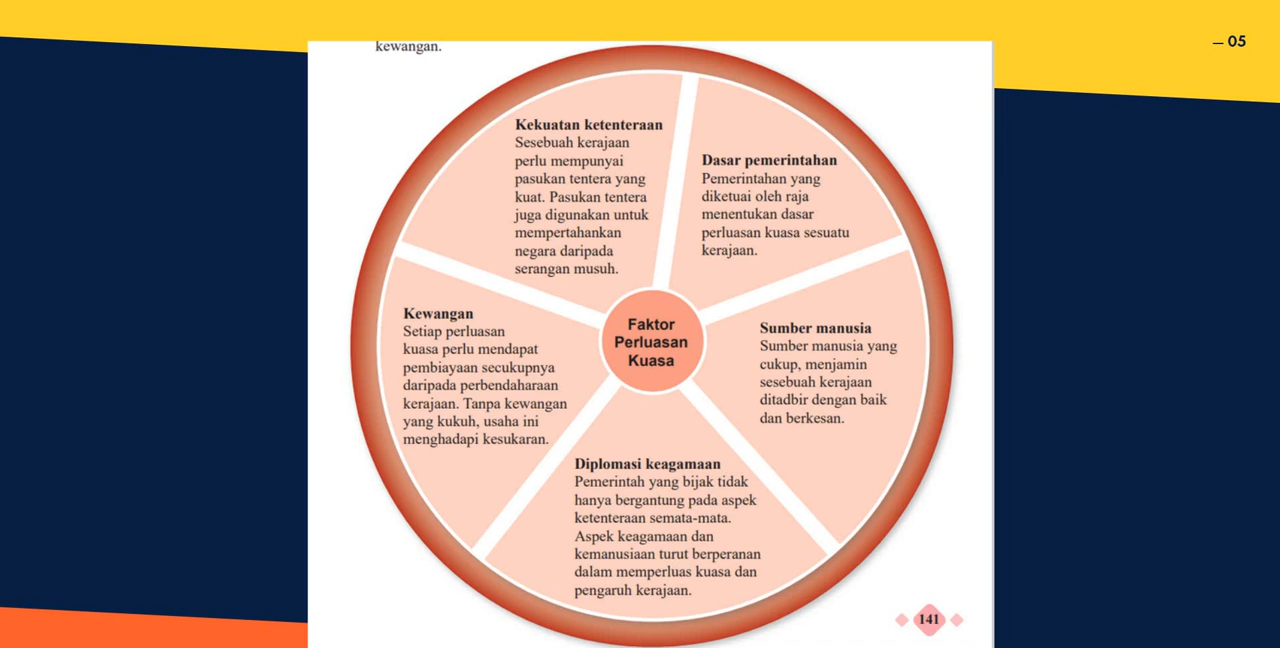 kewangan.
— 05
Kekuatan ketenteraan
Sesebuah kerajaan
perlu mempunyai
pasukan tentera yang
kuat. Pasukan tentera
juga digunakan untuk
mempertahankan
negara daripada
serangan musuh.
Dasar pemerintahan
Pemerintahan yang
diketuai oleh raja
menentukan dasar
perluasan kuasa sesuatu
kerajaan.
Sumber manusia
Sumber manusia yang
cukup, menjamin
sesebuah kerajaan
ditadbir dengan baik
dan berkesan.
Diplomasi keagamaan
Pemerintah yang bijak tidak
hanya bergantung pada aspek
ketenteraan semata-mata.
Aspek keagamaan dan
kemanusiaan turut berperanan
dalam memperluas kuasa dan
pengaruh kerajaan.
Kewangan
Setiap perluasan
kuasa perlu mendapat
pembiayaan secukupnya
daripada perbendaharaan
kerajaan. Tanpa kewangan
yang kukuh, usaha ini
menghadapi kesukaran.
Faktor
Perluasan
Kuasa
141